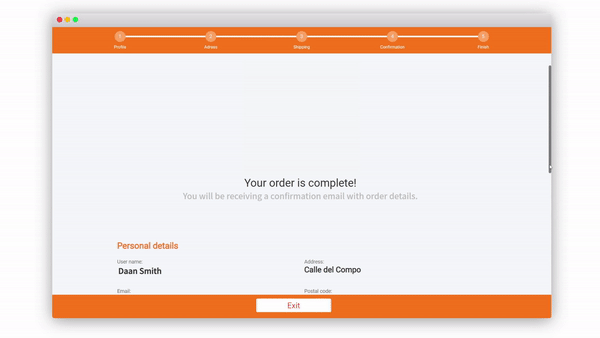 Profile
Adress
Shipping
Confirmation
Finish
Your order is complete!
You will be receiving a confirmation email with order details.
Personal details
User name:
Address:
Daan Smith
Calle del Compo
Email:
Postal code:
Exit